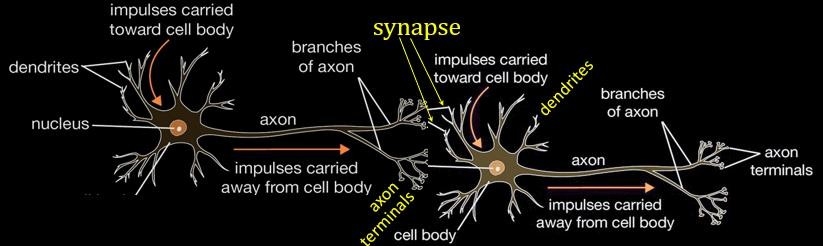 impulses carried
toward cell body
dendrites
nucleus
axon
branches
of axon
impulses carried
away from cell body
synapse
impulses carried
toward cell body
dendrites
branches
of axon
axon
axon
terminals
impulses carried
away from cell body
axon
terminals
cell body